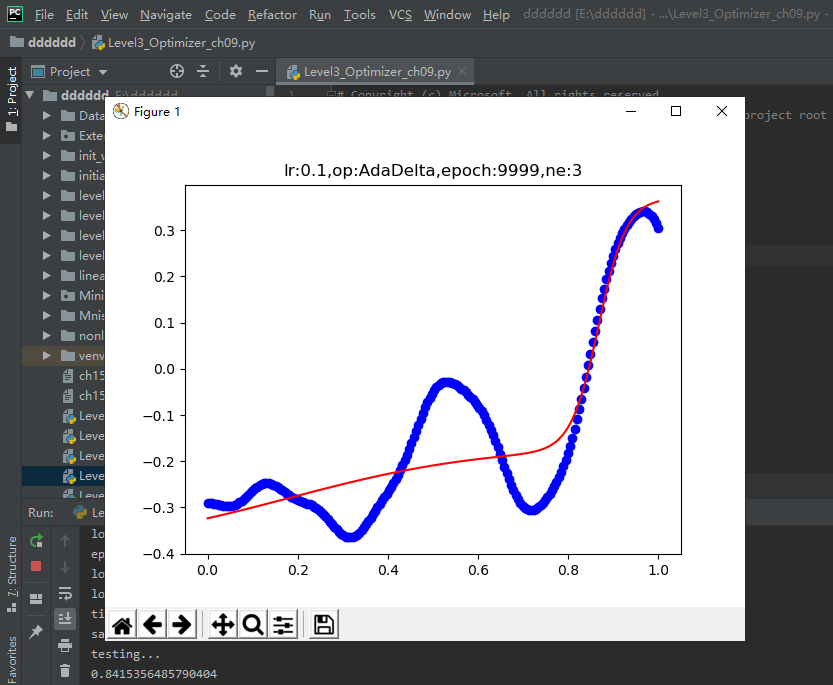 PC File Edit View Navigate Code Refactor Run Tools VCS Window Help dddddd [E:\dddddd] - ...\Level3_Optimizer_ch09.py -
dddddd Level3_Optimizer_ch09.py
1: Project
Project
Level3_Optimizer_ch09.py
dddddd E:\dddddd
1 # Copyright (c) Microsoft. All rights reserved.
Figure 1
Data
project root
Exte
init_w
initia
level
level
level
level
linea
Mini
Mnis
nonl
venv
ch15
ch15
Leve
Leve
Leve
Leve
Leve
lr:0.1,op:AdaDelta,epoch:9999,ne:3
0.3
0.2
0.1
0.0
−0.1
−0.2
−0.3
−0.4
0.0 0.2 0.4 0.6 0.8 1.0
Run: Le
lo
ep
lo
lo
ti
sa
testing...
0.8415356485790404
7: Structure
Favorites